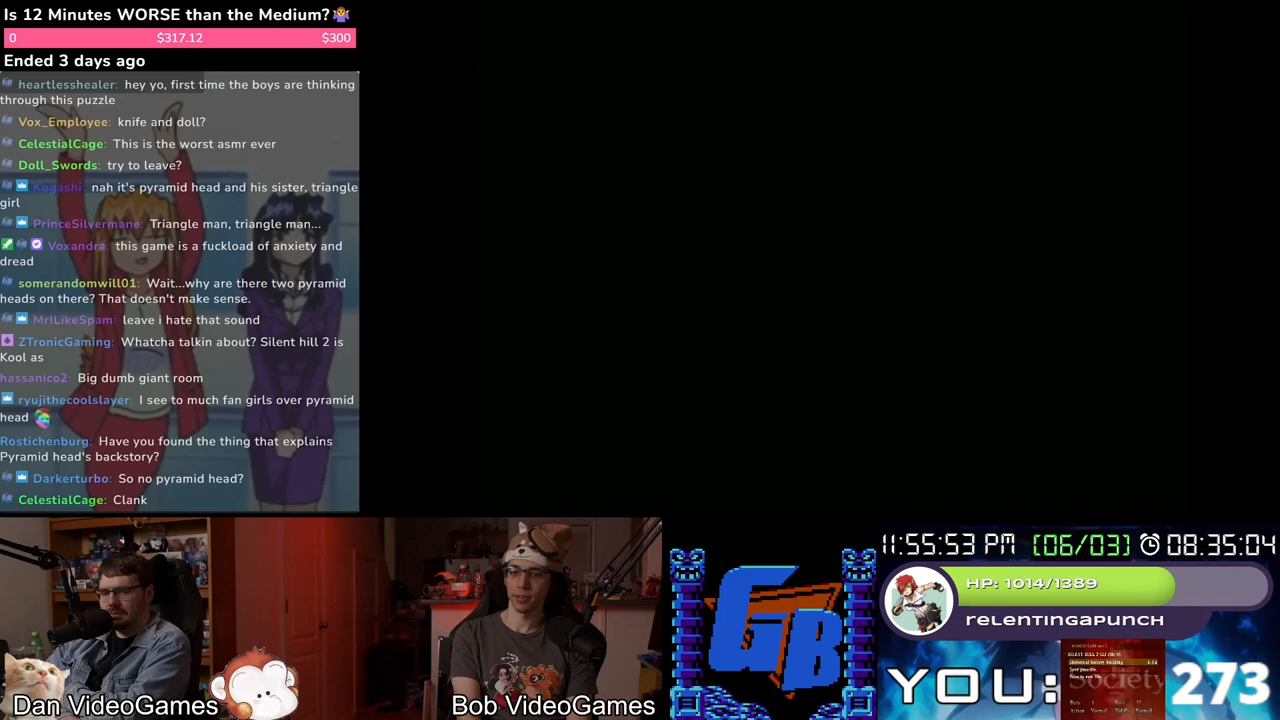 Is 12 Minutes WORSE than the Medium?🤷‍♀️
0 $317.12 $300
Ended 3 days ago
heartlesshealer: hey yo, first time the boys are thinking
through this puzzle
Vox_Employee: knife and doll?
CelestialCage: This is the worst asmr ever
Doll_Swords: try to leave?
Kogashi: nah it's pyramid head and his sister, triangle
girl
PrinceSilvermane: Triangle man, triangle man...
Voxandra: this game is a fuckload of anxiety and
dread
somerandomwill01: Wait...why are there two pyramid
heads on there? That doesn't make sense.
MrILikeSpam: leave i hate that sound
ZTronicGaming: Whatcha talkin about? Silent hill 2 is
Kool as
hassanico2: Big dumb giant room
ryujithecoolslayer: I see to much fan girls over pyramid
head
Rostichenburg: Have you found the thing that explains
Pyramid head's backstory?
Darkerturbo: So no pyramid head?
CelestialCage: Clank
Dan VideoGames
Bob VideoGames
GB
11:55:53 PM [06/03] 08:35:04
HP: 1014/1389
RELENTINGAPUNCH
YOU:
Society
273